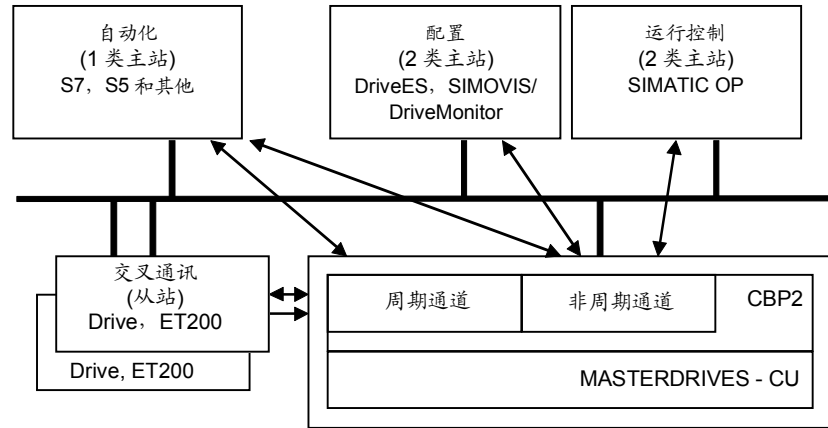 自动化
(1 类主站)
S7，S5 和其他
配置
(2 类主站)
DriveES，SIMOVIS/
DriveMonitor
运行控制
(2 类主站)
SIMATIC OP
交叉通讯
(从站)
Drive，ET200
Drive, ET200
周期通道
非周期通道
CBP2
MASTERDRIVES - CU